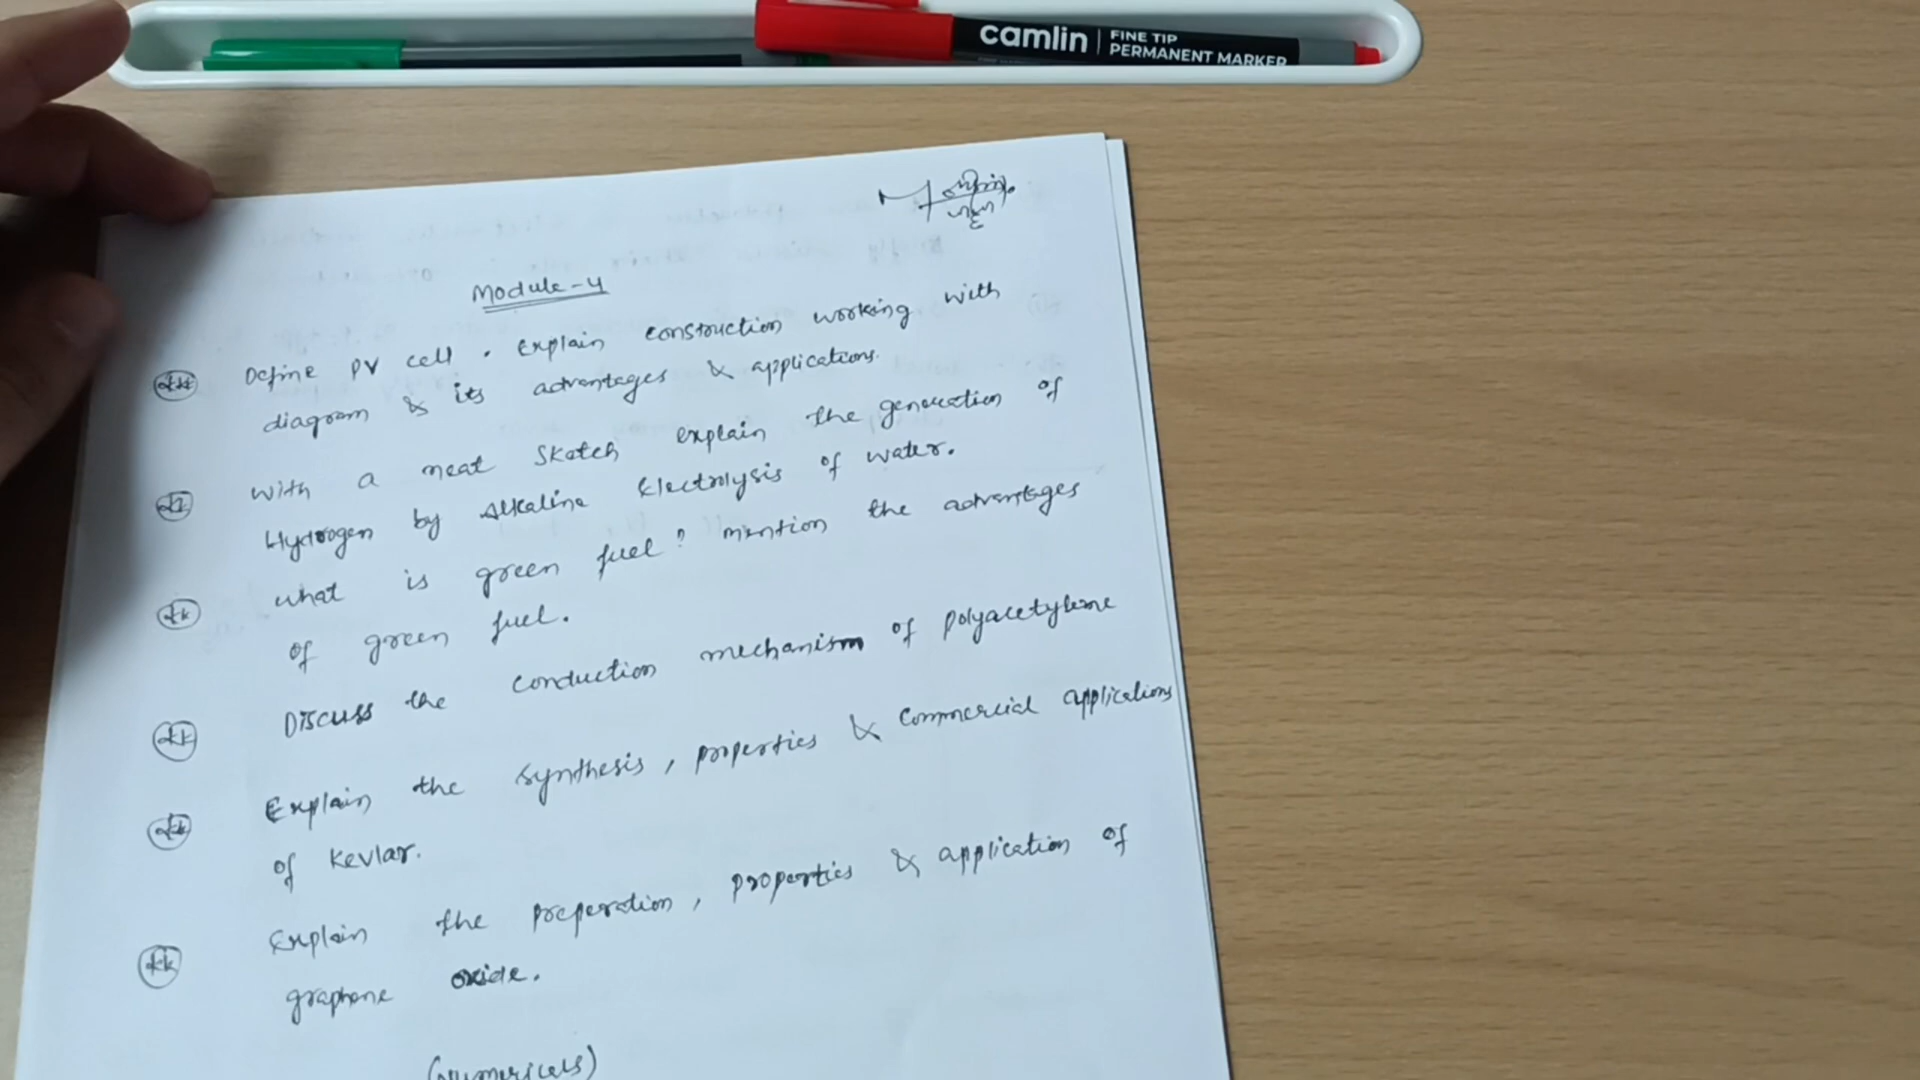 camlin
FINE TIP
PERMANENT MARKER
Module-4
Define PV cell. Explain construction working with
diagram & its advantages & applications.
With a neat sketch explain the generation of
Hydrogen by Alkaline Electrolysis of water.
what is green fuel? mention the advantages
of green fuel.
Discuss the conduction mechanism of polyacetylene
Explain the synthesis, properties & commercial applications
of Kevlar.
Explain the preperation, properties & application of
graphene oxide.
(Numericals)